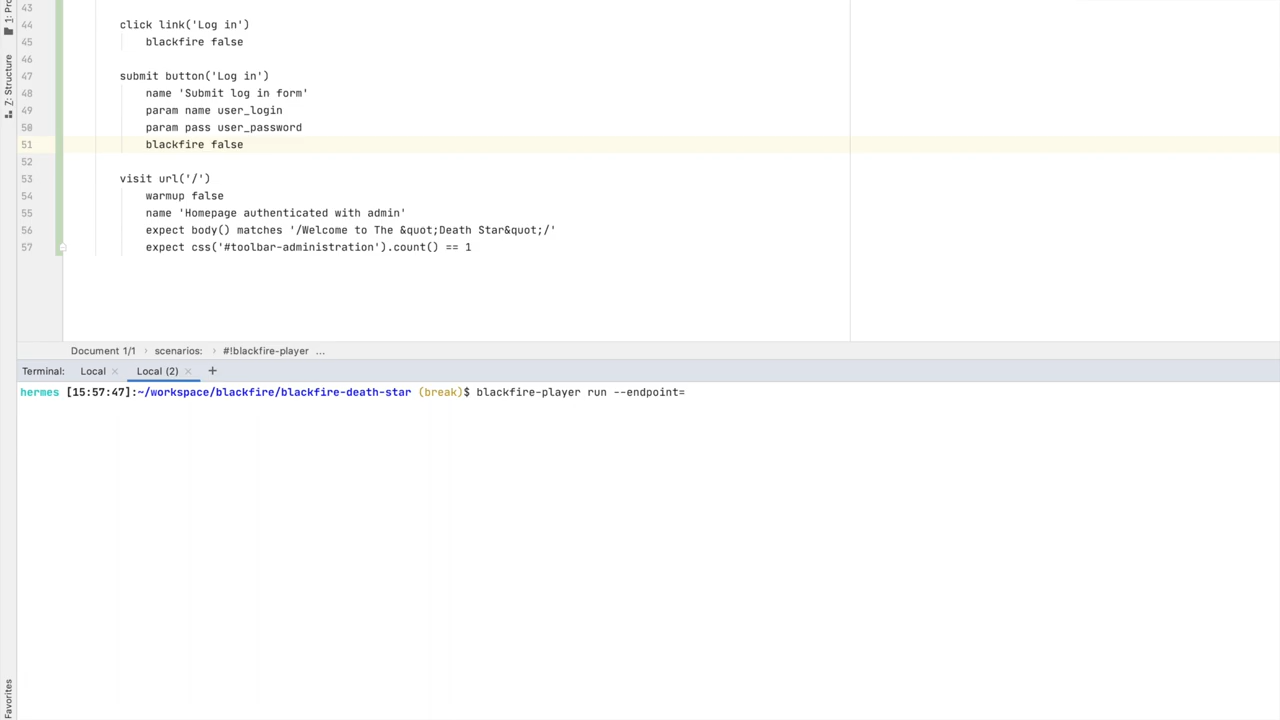 1: Pro
Z: Structure
Favorites
43
44 click link('Log in')
45 blackfire false
46
47 submit button('Log in')
48 name 'Submit log in form'
49 param name user_login
50 param pass user_password
51 blackfire false
52
53 visit url('/')
54 warmup false
55 name 'Homepage authenticated with admin'
56 expect body() matches '/Welcome to The &quot;Death Star&quot;/'
57 expect css('#toolbar-administration').count() == 1
Document 1/1 › scenarios: › #!blackfire-player ...
Terminal: Local × Local (2) × +
hermes [15:57:47]:~/workspace/blackfire/blackfire-death-star (break)$ blackfire-player run --endpoint=